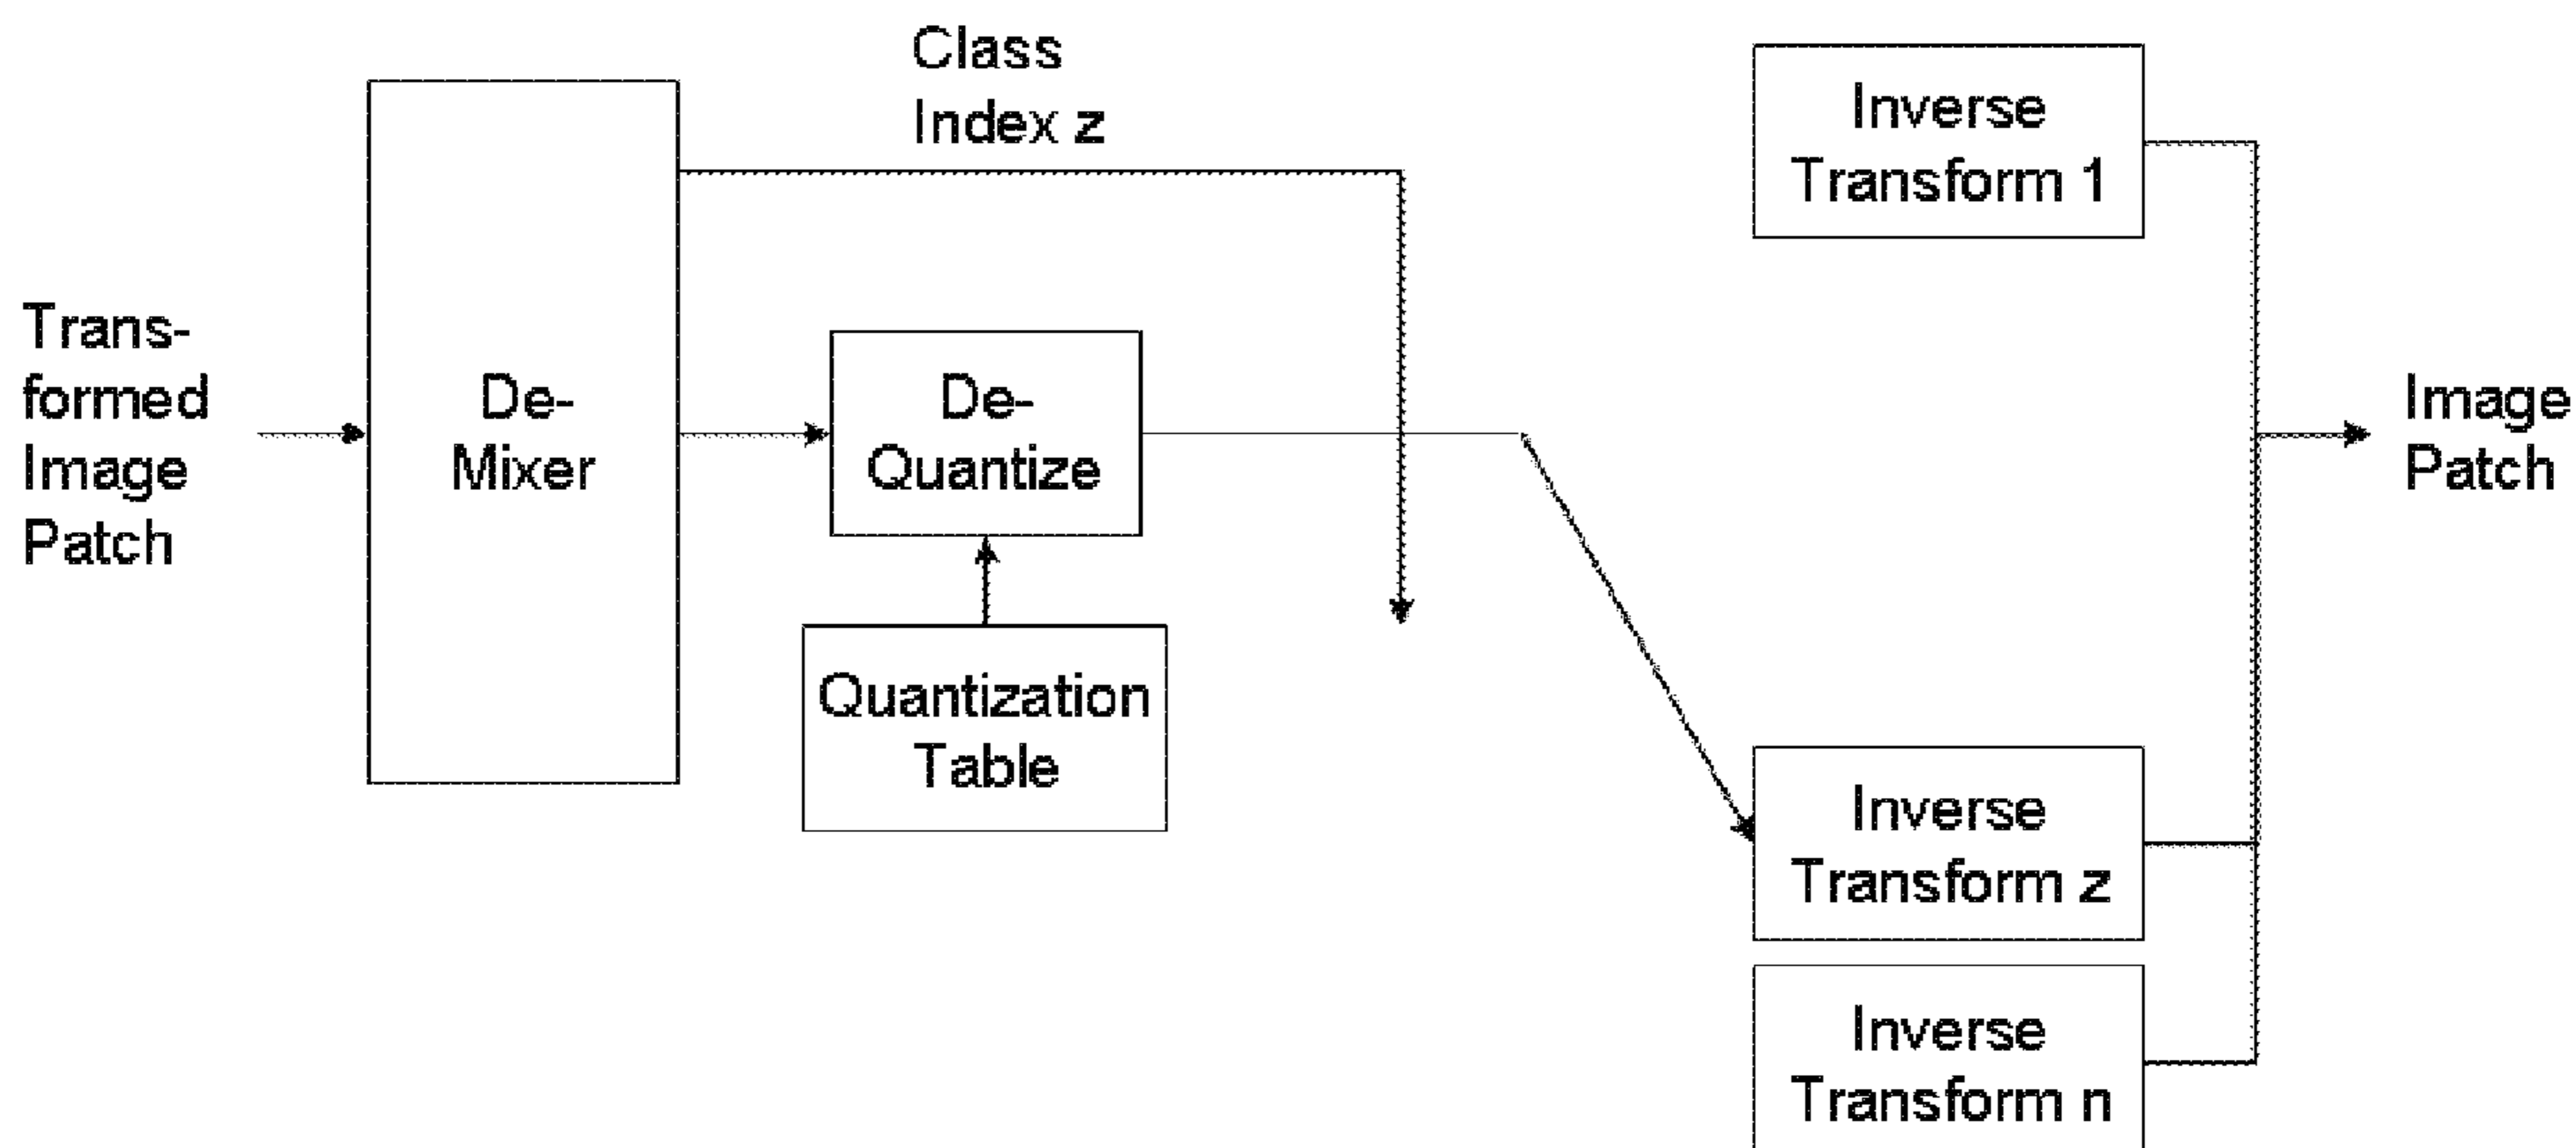 Class
Index z
Inverse
Transform 1
Trans-
formed
Image
Patch
De-
Mixer
De-
Quantize
Image
Patch
Quantization
Table
Inverse
Transform z
Inverse
Transform n